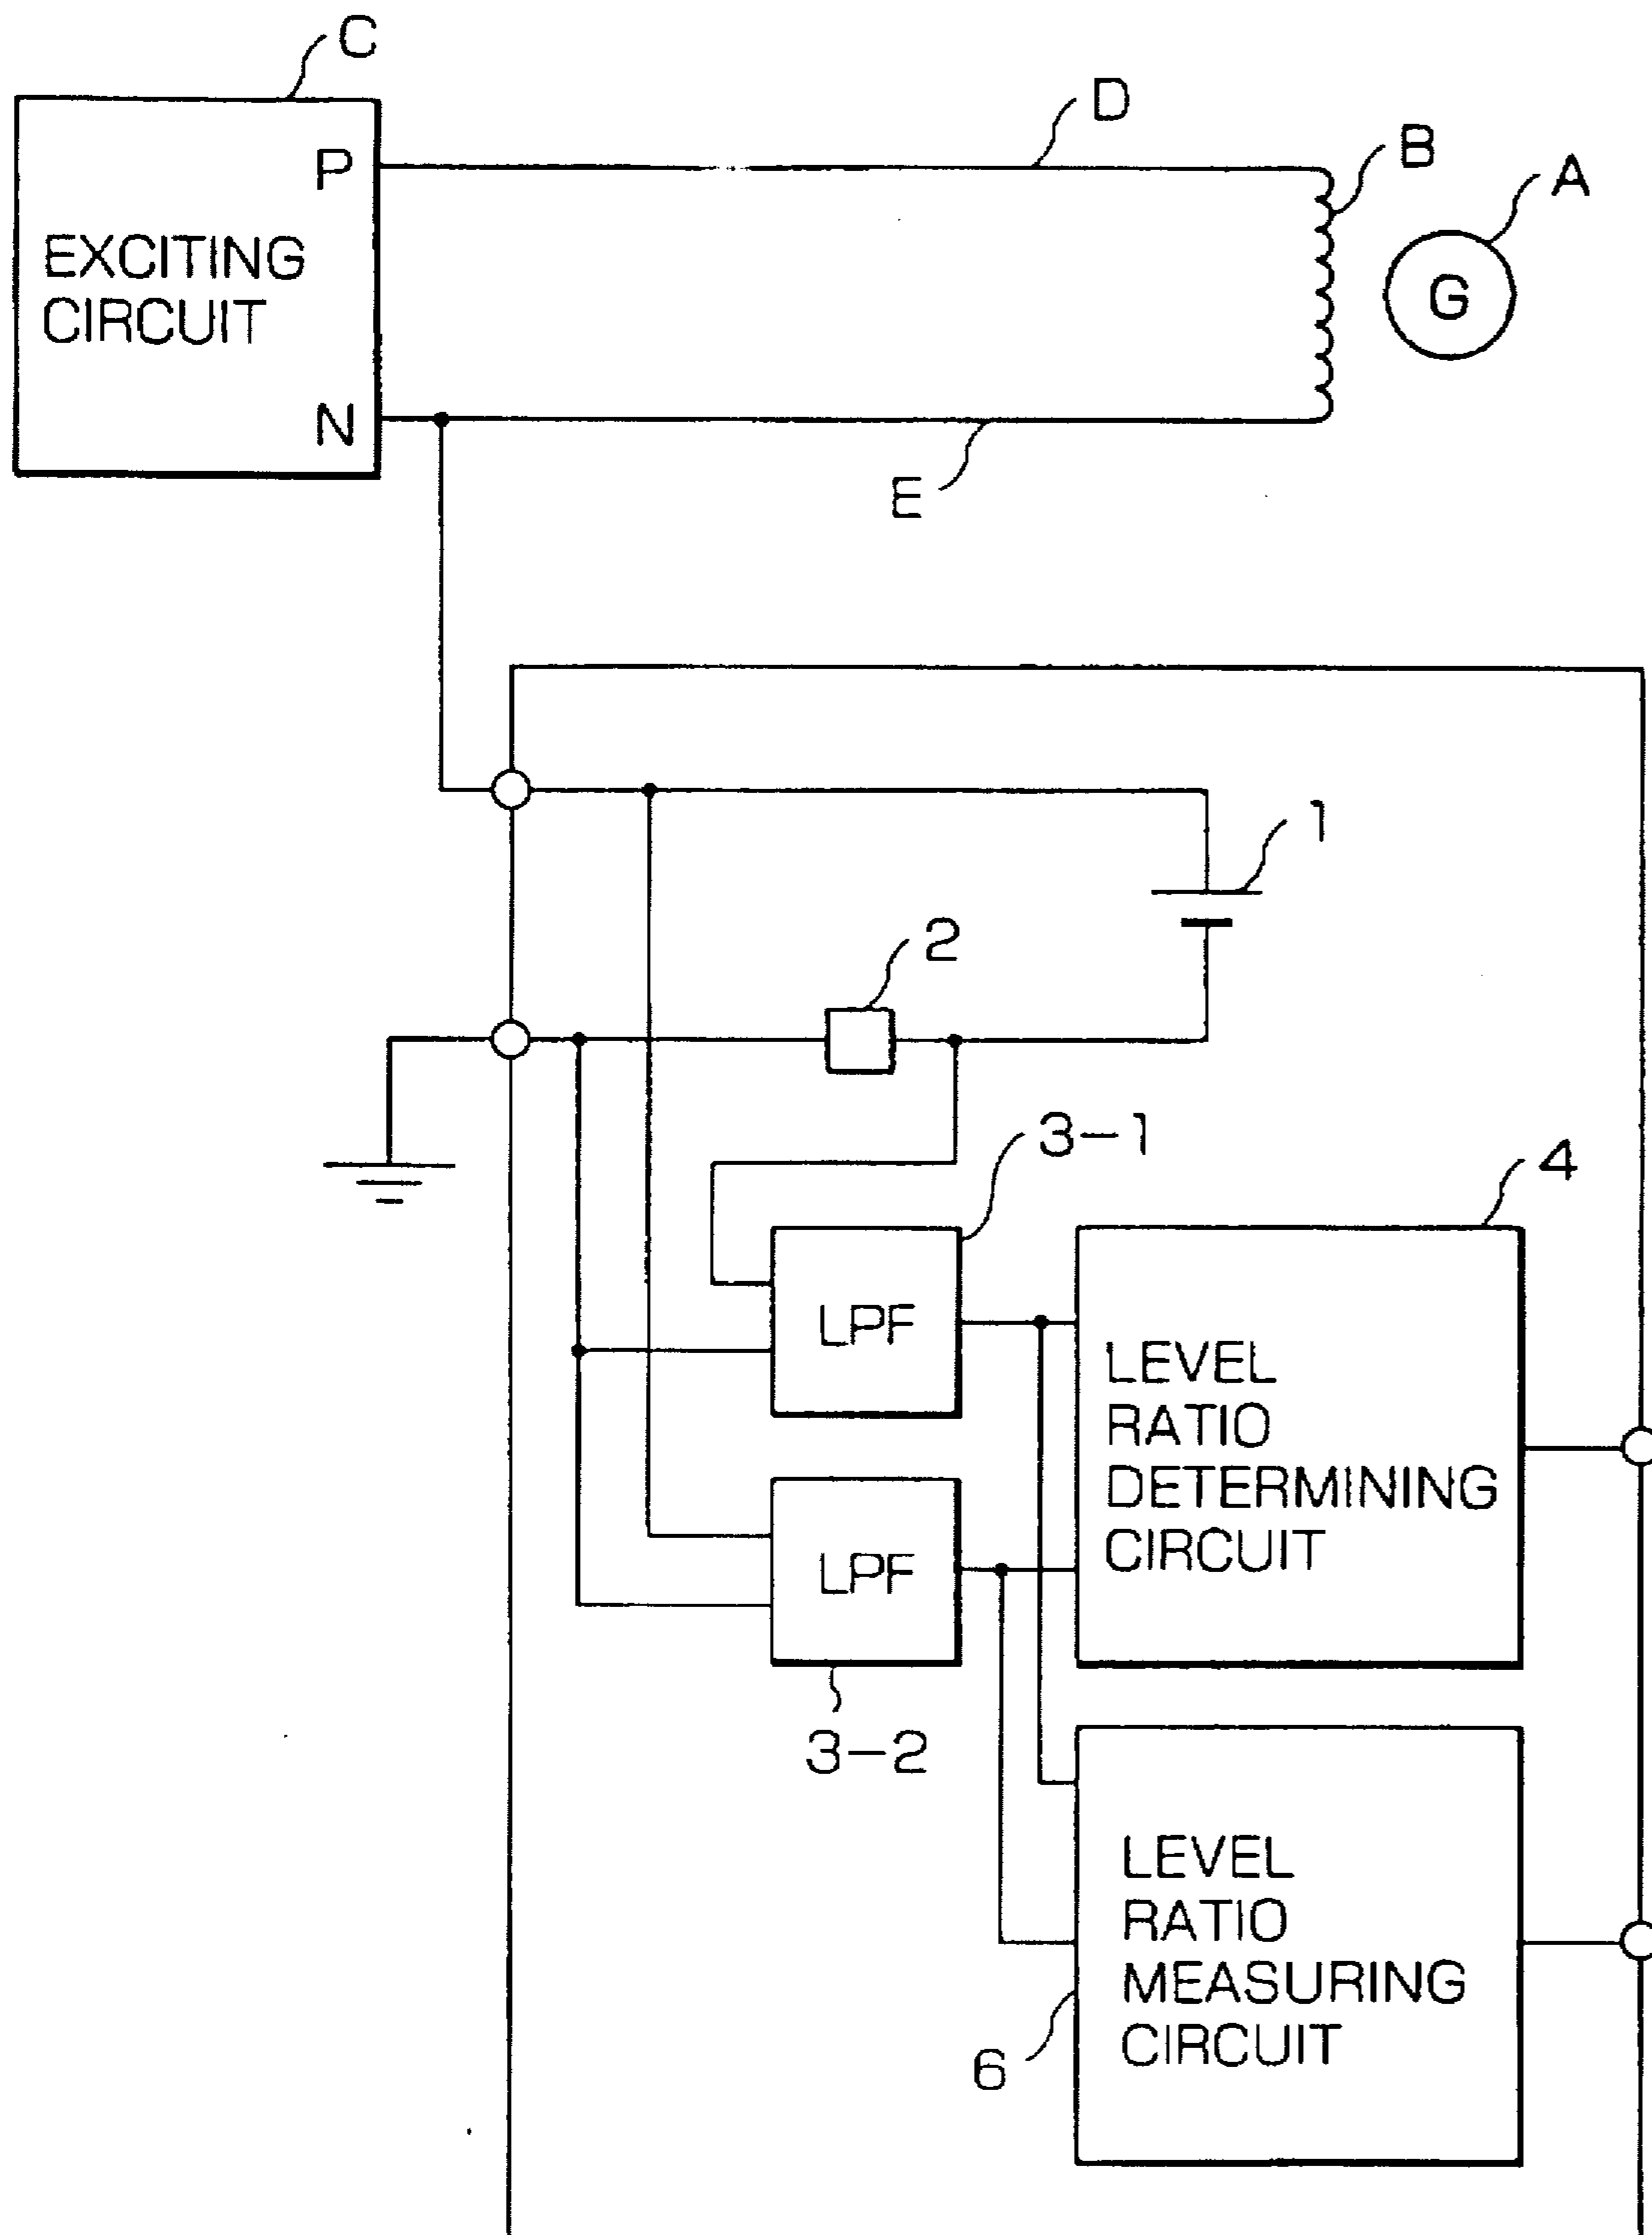 C
D
B
A
P
EXCITING
CIRCUIT
G
N
E
1
2
3-1
4
LPF
LEVEL
RATIO
DETERMINING
CIRCUIT
LPF
3-2
LEVEL
RATIO
MEASURING
CIRCUIT
6